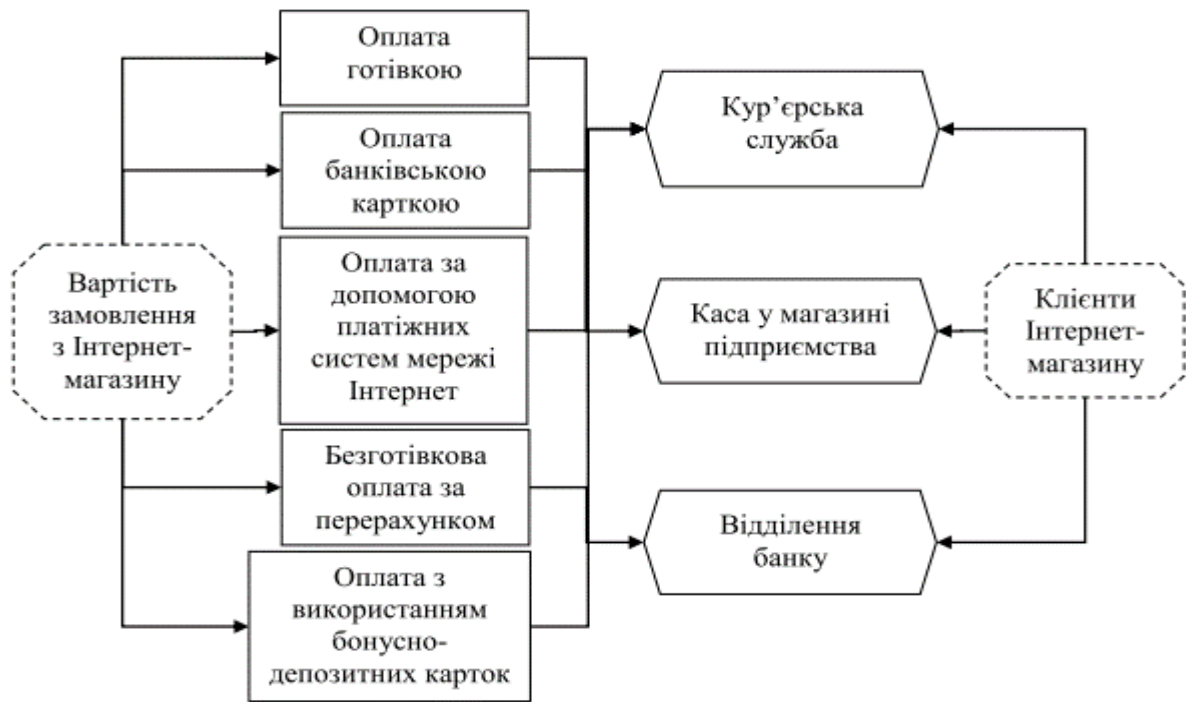 Оплата
готівкою
Оплата
банківською
карткою
Оплата за
допомогою
платіжних
систем мережі
Інтернет
Безготівкова
оплата за
перерахунком
Оплата з
використанням
бонусно-
депозитних карток
Вартість
замовлення
з Інтернет-
магазину
Кур’єрська
служба
Каса у магазині
підприємства
Відділення
банку
Клієнти
Інтернет-
магазину